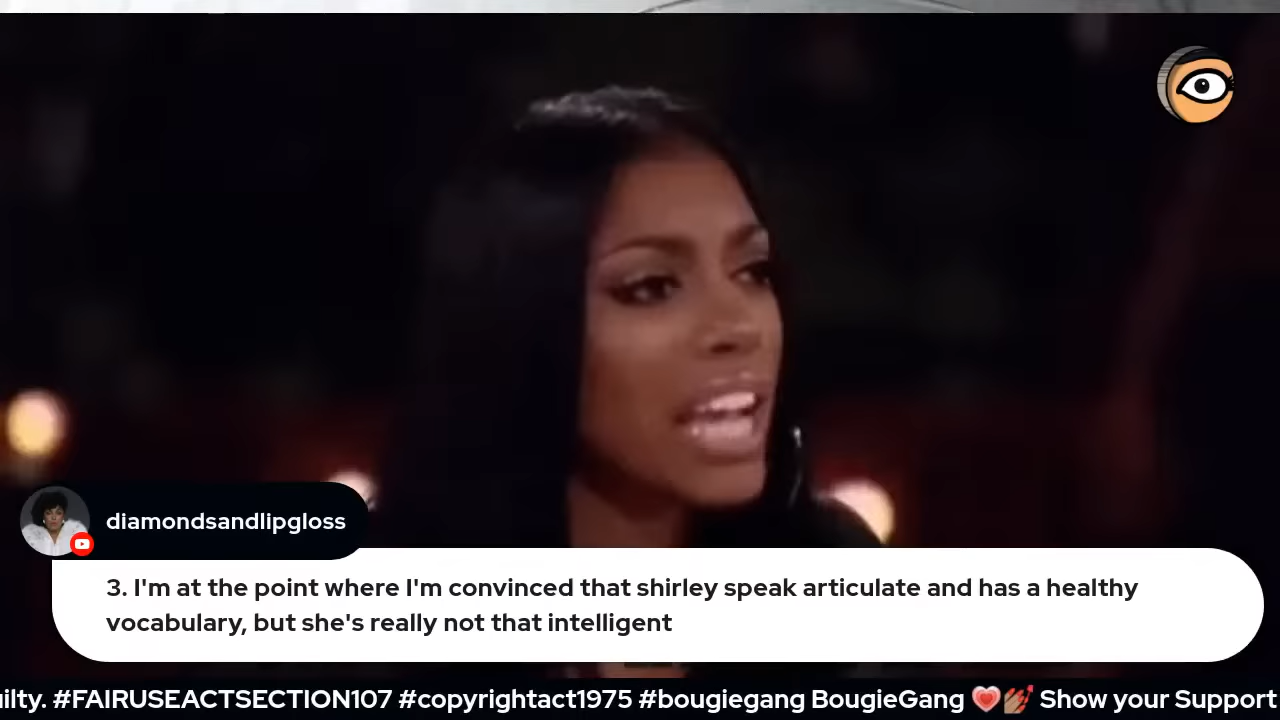 diamondsandlipgloss
3. I'm at the point where I'm convinced that shirley speak articulate and has a healthy
vocabulary, but she's really not that intelligent
uilty. #FAIRUSEACTSECTION107 #copyrightact1975 #bougiegang BougieGang 💗💅🏽 Show your Support